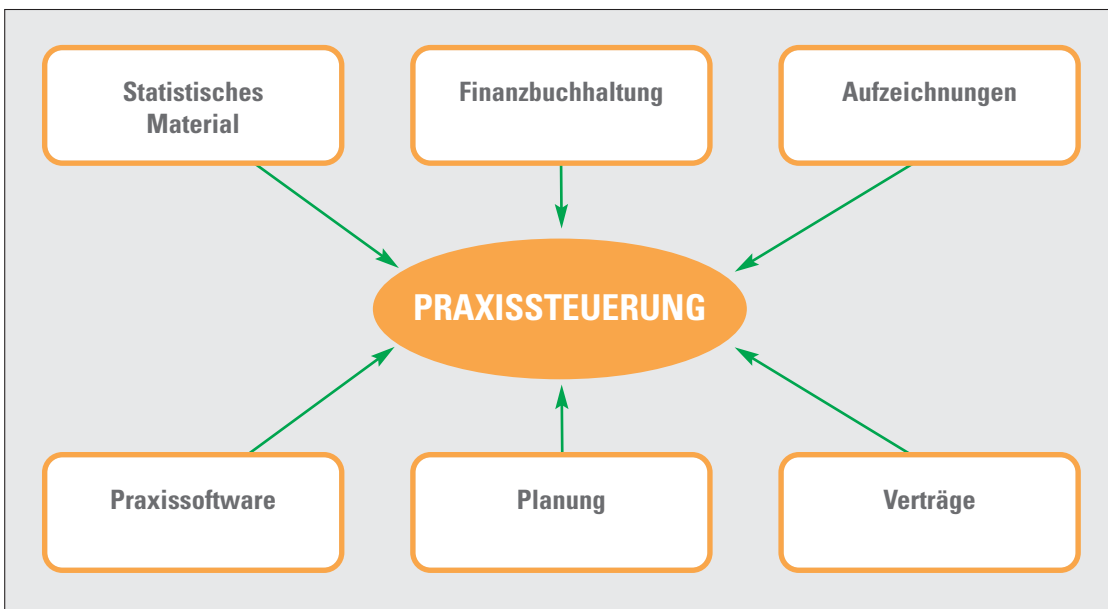 Statistisches
Material
Finanzbuchhaltung
Aufzeichnungen
PRAXISSTEUERUNG
Praxissoftware
Planung
Verträge